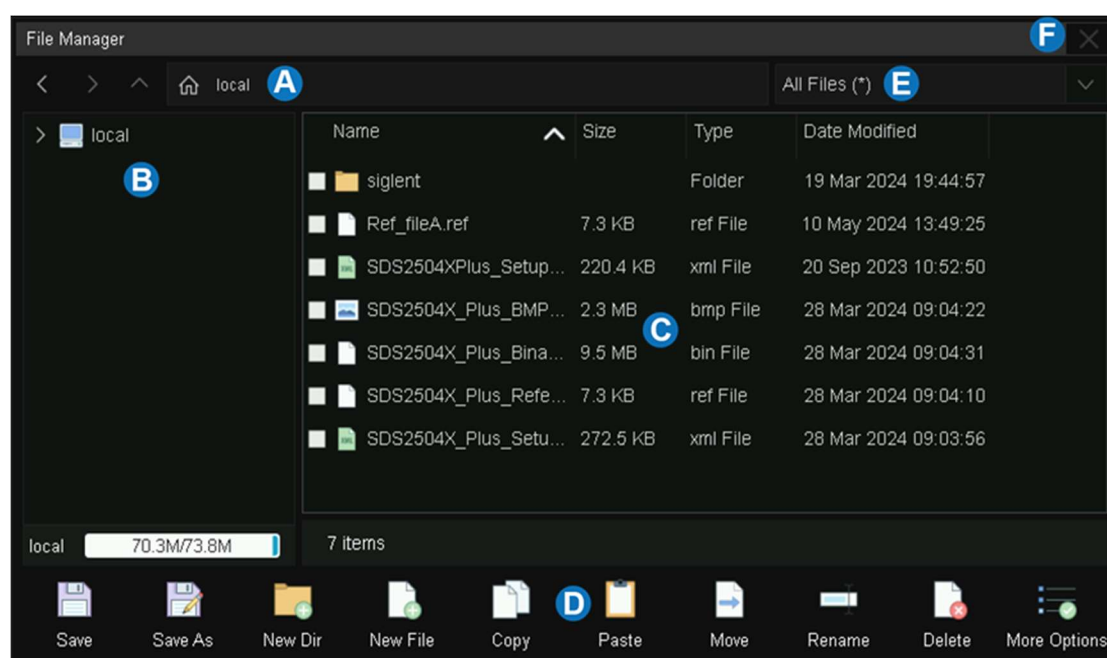 File Manager F
local A All Files (*) E
local B
Name Size Type Date Modified
siglent Folder 19 Mar 2024 19:44:57
Ref_fileA.ref 7.3 KB ref File 10 May 2024 13:49:25
SDS2504XPlus_Setup... 220.4 KB xml File 20 Sep 2023 10:52:50
SDS2504X_Plus_BMP... 2.3 MB bmp File 28 Mar 2024 09:04:22
C
SDS2504X_Plus_Bina... 9.5 MB bin File 28 Mar 2024 09:04:31
SDS2504X_Plus_Refe... 7.3 KB ref File 28 Mar 2024 09:04:10
SDS2504X_Plus_Setu... 272.5 KB xml File 28 Mar 2024 09:03:56
local 70.3M/73.8M 7 items
D
Save Save As New Dir New File Copy Paste Move Rename Delete More Options